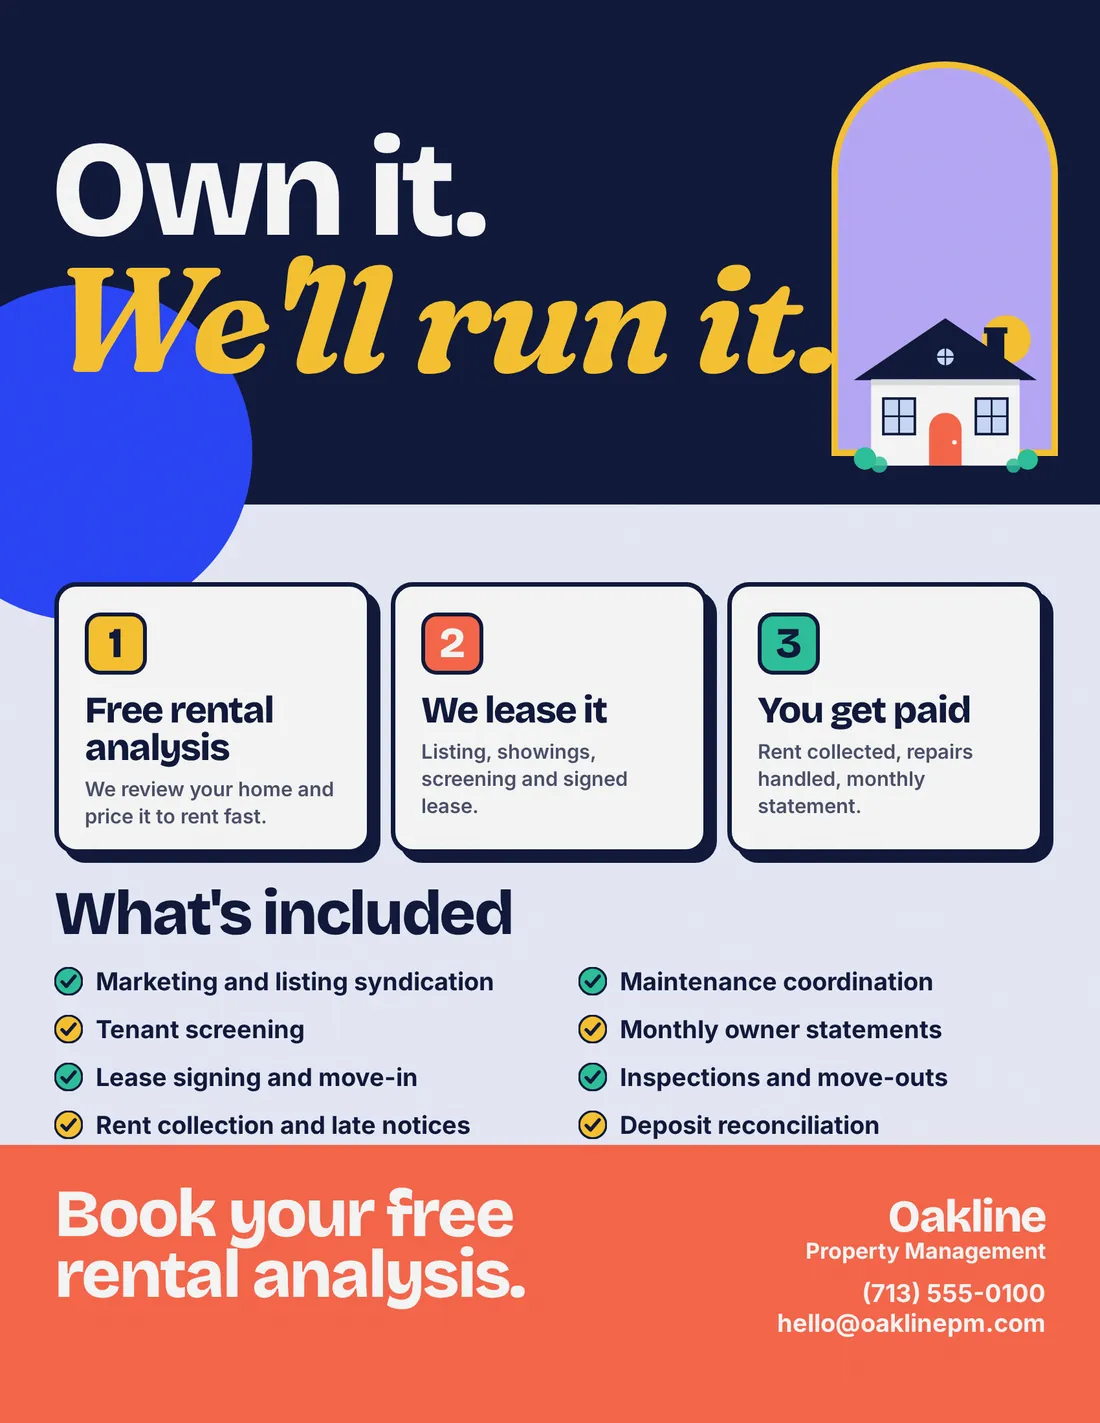 Own it.
We'll run it.
1
Free rental
analysis
We review your home and
price it to rent fast.
2
We lease it
Listing, showings,
screening and signed
lease.
3
You get paid
Rent collected, repairs
handled, monthly
statement.
What's included
Marketing and listing syndication
Tenant screening
Lease signing and move-in
Rent collection and late notices
Maintenance coordination
Monthly owner statements
Inspections and move-outs
Deposit reconciliation
Book your free
rental analysis.
Oakline
Property Management
(713) 555-0100
hello@oaklinepm.com